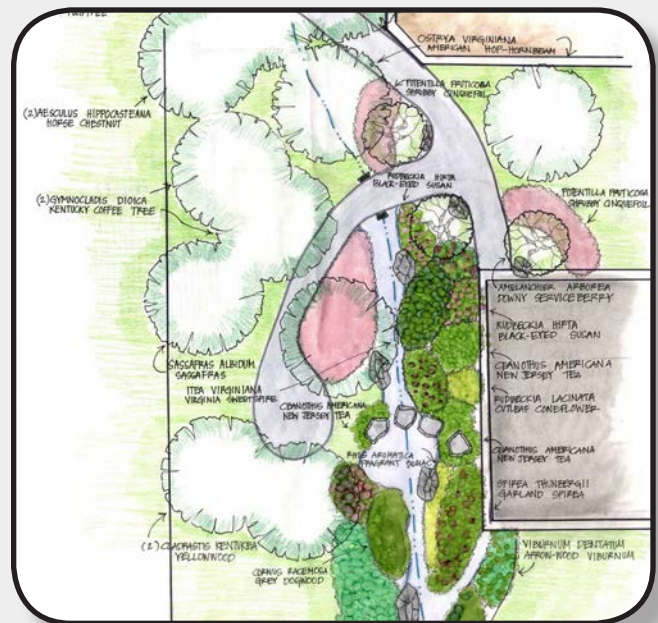 OSTRYA VIRGINIANA
AMERICAN HOP-HORNBEAM
POTENTILLA FRUTICOSA
SHRUBBY CINQUEFOIL
(2) AESCULUS HIPPOCASTEANA
HORSE CHESTNUT
RUDBECKIA HIRTA
BLACK-EYED SUSAN
(2) GYMNOCLADIS DIOICA
KENTUCKY COFFEE TREE
POTENTILLA FRUTICOSA
SHRUBBY CINQUEFOIL
AMELANCHIER ARBOREA
DOWNY SERVICEBERRY
RUDBECKIA HIRTA
BLACK-EYED SUSAN
CEANOTHUS AMERICANA
NEW JERSEY TEA
RUDBECKIA LACINATA
CUTLEAF CONEFLOWER
CEANOTHUS AMERICANA
NEW JERSEY TEA
SPIREA THUNBERGII
GARLAND SPIREA
SASSAFRAS ALBIDUM
SASSAFRAS
ITEA VIRGINIANA
VIRGINIA SWEETSPIRE
CEANOTHUS AMERICANA
NEW JERSEY TEA
RHUS AROMATICA
FRAGRANT SUMAC
(2) CLADRASTIS KENTUKEA
YELLOWWOOD
CORNUS RACEMOSA
GREY DOGWOOD
VIBURNUM DENTATUM
ARROW-WOOD VIBURNUM